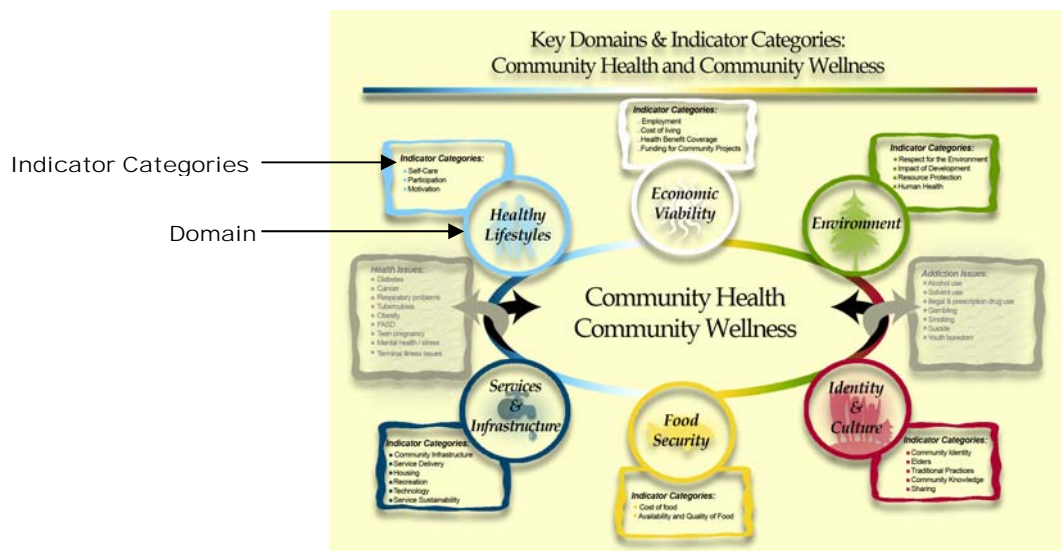 Key Domains & Indicator Categories:
Community Health and Community Wellness
Indicator Categories
Domain
Indicator Categories:
Self-Care
Participation
Motivation
Healthy
Lifestyles
Indicator Categories:
Employment
Cost of living
Health Benefit Coverage
Funding for Community Projects
Economic
Viability
Indicator Categories:
Respect for the Environment
Impact of Development
Resource Protection
Human Health
Environment
Health Issues:
Diabetes
Cancer
Respiratory problems
Tuberculosis
Obesity
FASD
Teen pregnancy
Mental health / stress
Terminal illness issues
Community Health
Community Wellness
Addiction Issues:
Alcohol use
Solvent use
Illegal & prescription drug use
Gambling
Smoking
Suicide
Youth boredom
Services
&
Infrastructure
Indicator Categories:
Community Infrastructure
Service Delivery
Housing
Recreation
Technology
Service Sustainability
Food
Security
Indicator Categories:
Cost of food
Availability and Quality of Food
Identity
&
Culture
Indicator Categories:
Community Identity
Elders
Traditional Practices
Community Knowledge
Sharing